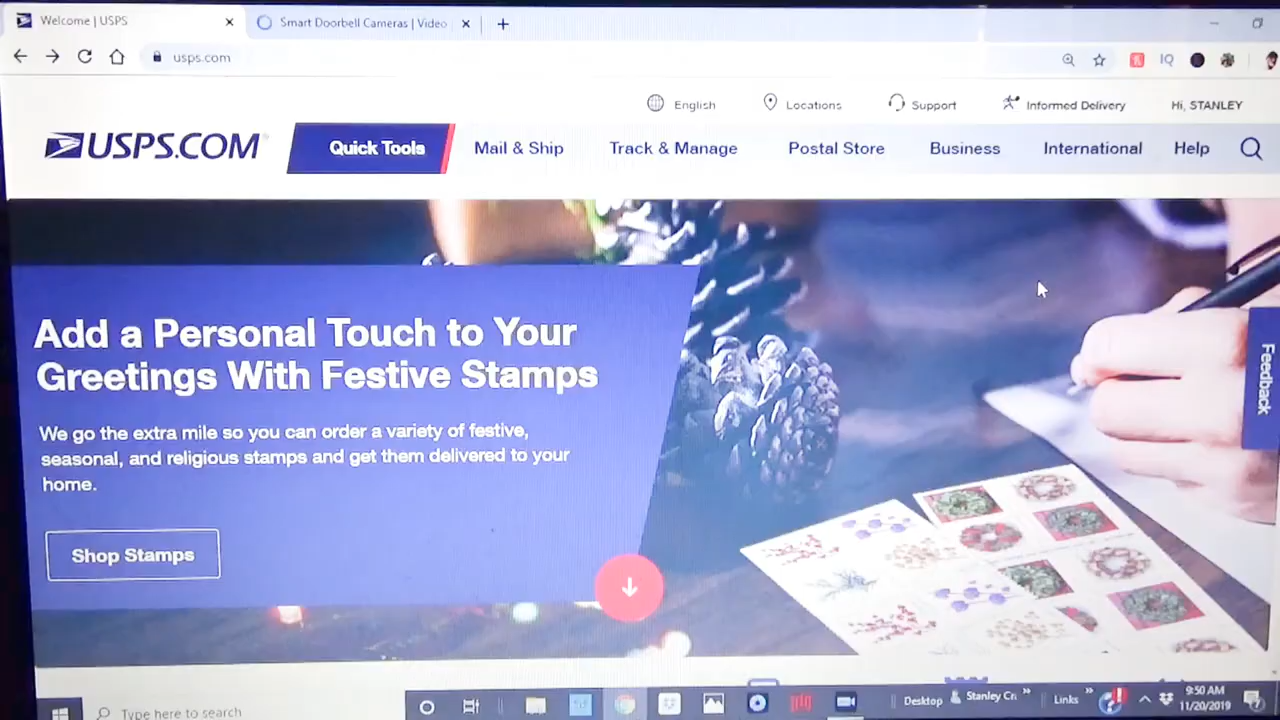 Welcome | USPS
Smart Doorbell Cameras | Video
usps.com
IQ
English
Locations
Support
Informed Delivery
Hi, STANLEY
USPS.COM
Quick Tools
Mail & Ship
Track & Manage
Postal Store
Business
International
Help
Add a Personal Touch to Your
Greetings With Festive Stamps
We go the extra mile so you can order a variety of festive,
seasonal, and religious stamps and get them delivered to your
home.
Shop Stamps
Feedback
Type here to search
Desktop
Stanley Cr
Links
9:50 AM
11/20/2019